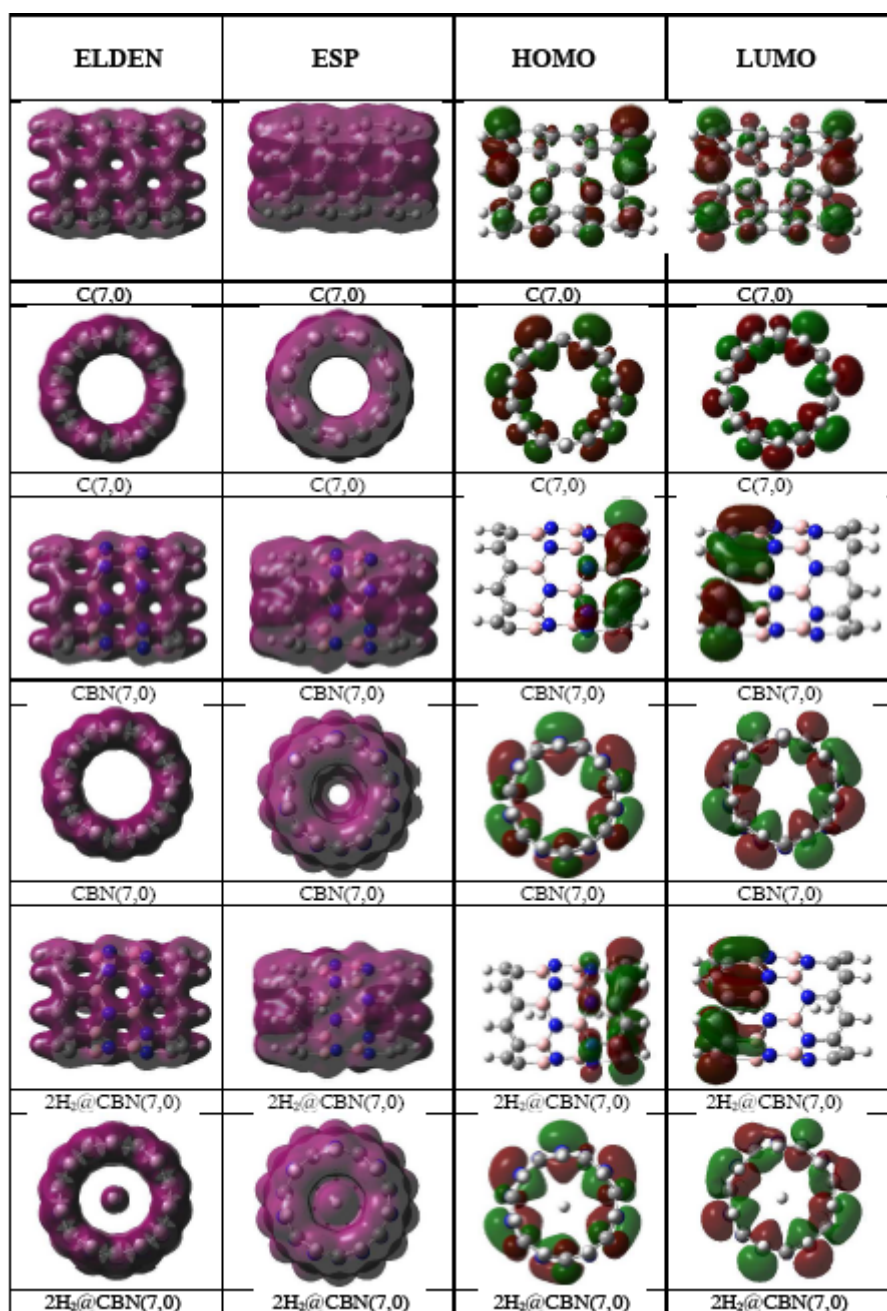 ELDEN ESP HOMO LUMO
C(7,0) C(7,0) C(7,0) C(7,0)
C(7,0) C(7,0) C(7,0) C(7,0)
CBN(7,0) CBN(7,0) CBN(7,0) CBN(7,0)
CBN(7,0) CBN(7,0) CBN(7,0) CBN(7,0)
2H₂@CBN(7,0) 2H₂@CBN(7,0) 2H₂@CBN(7,0) 2H₂@CBN(7,0)
2H₂@CBN(7,0) 2H₂@CBN(7,0) 2H₂@CBN(7,0) 2H₂@CBN(7,0)